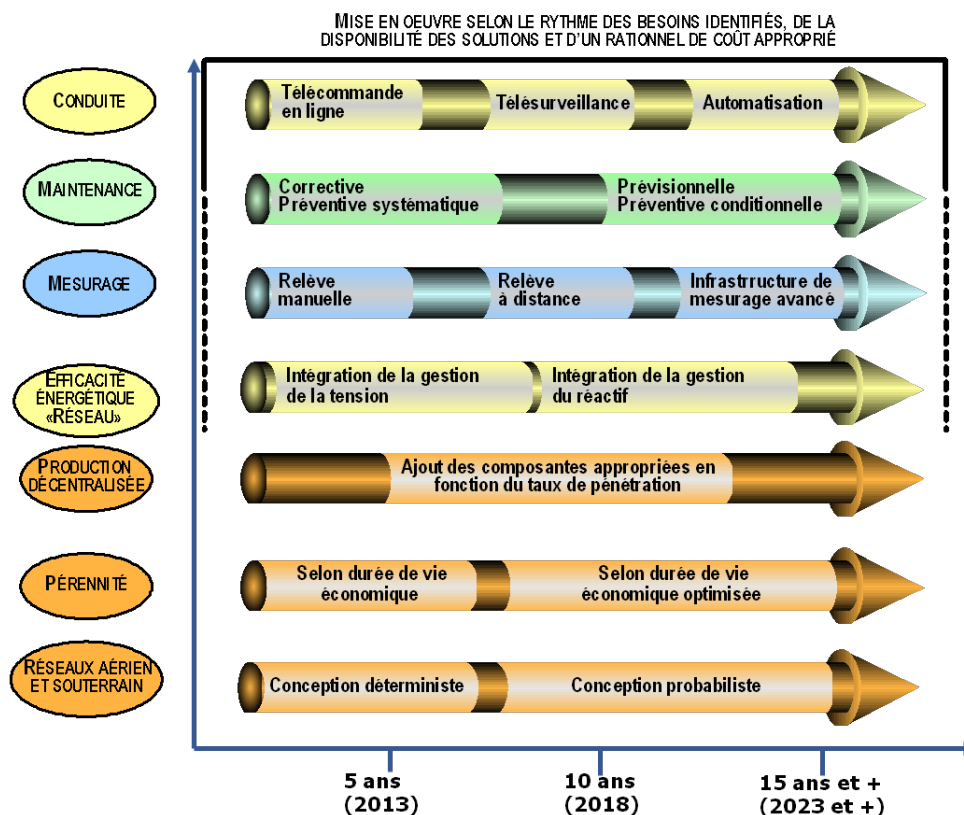 MISE EN OEUVRE SELON LE RYTHME DES BESOINS IDENTIFIÉS, DE LA
DISPONIBILITÉ DES SOLUTIONS ET D'UN RATIONNEL DE COÛT APPROPRIÉ
CONDUITE
Télécommande
en ligne
Télésurveillance
Automatisation
MAINTENANCE
Corrective
Préventive systématique
Prévisionnelle
Préventive conditionnelle
MESURAGE
Relève
manuelle
Relève
à distance
Infrastrructure de
mesurage avancé
EFFICACITÉ
ÉNERGÉTIQUE
«RÉSEAU»
Intégration de la gestion
de la tension
Intégration de la gestion
du réactif
PRODUCTION
DÉCENTRALISÉE
Ajout des composantes appropriées en
fonction du taux de pénétration
PÉRENNITÉ
Selon durée de vie
économique
Selon durée de vie
économique optimisée
RÉSEAUX AÉRIEN
ET SOUTERRAIN
Conception déterministe
Conception probabiliste
5 ans
(2013)
10 ans
(2018)
15 ans et +
(2023 et +)